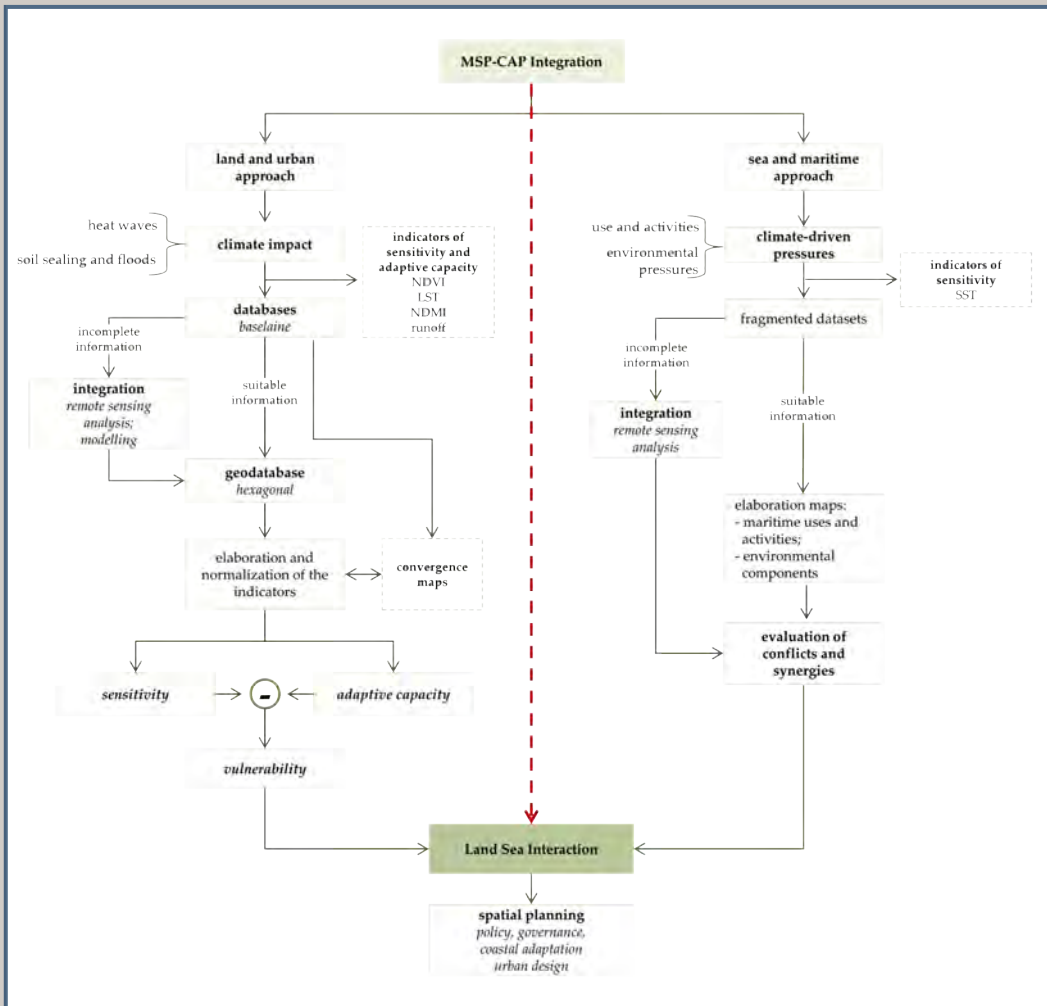 MSP-CAP Integration
land and urban
approach
heat waves
soil sealing and floods
climate impact
indicators of
sensitivity and
adaptive capacity
NDVI
LST
NDMI
runoff
databases
baselaine
incomplete
information
suitable
information
integration
remote sensing
analysis;
modelling
geodatabase
hexagonal
elaboration and
normalization of the
indicators
convergence
maps
sensitivity
-
adaptive capacity
vulnerability
sea and maritime
approach
use and activities
environmental
pressures
climate-driven
pressures
indicators of
sensitivity
SST
fragmented datasets
incomplete
information
suitable
information
integration
remote sensing
analysis
elaboration maps:
- maritime uses and
activities;
- environmental
components
evaluation of
conflicts and
synergies
Land Sea Interaction
spatial planning
policy, governance,
coastal adaptation
urban design